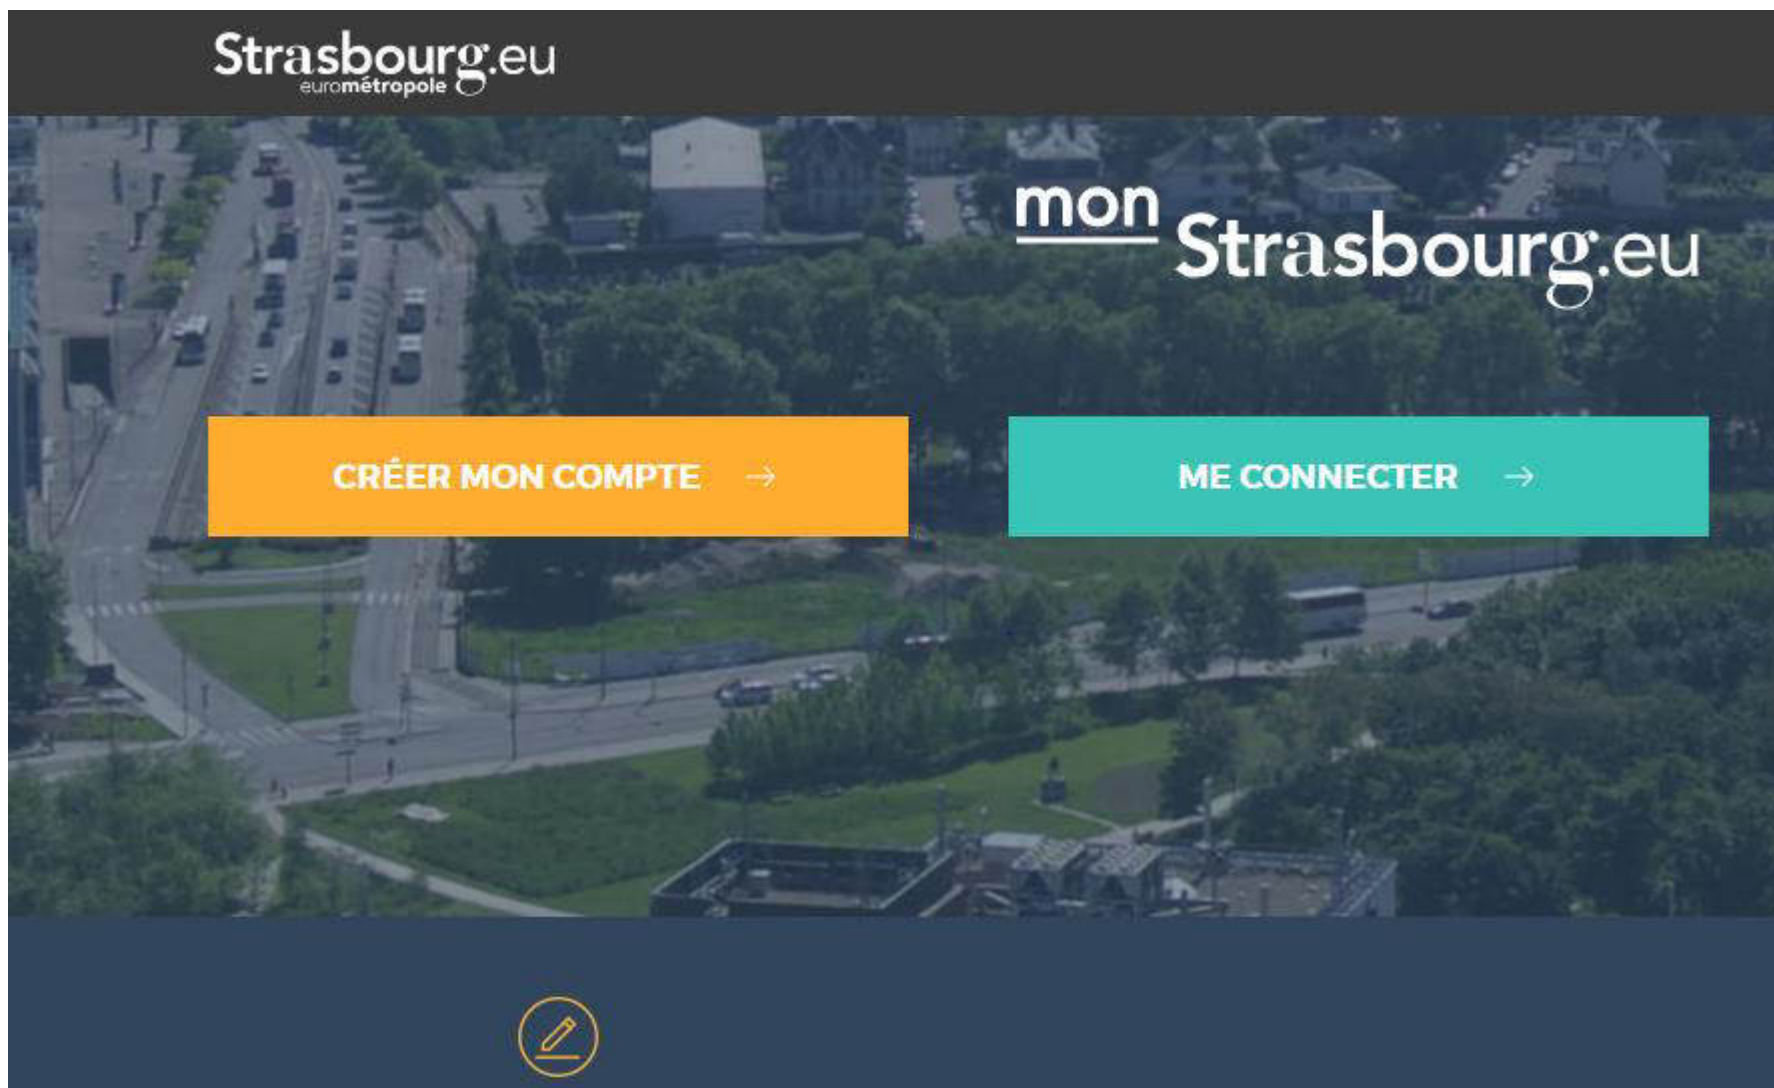 Strasbourg.eu
eurométropole
mon
Strasbourg.eu
CRÉER MON COMPTE →
ME CONNECTER →